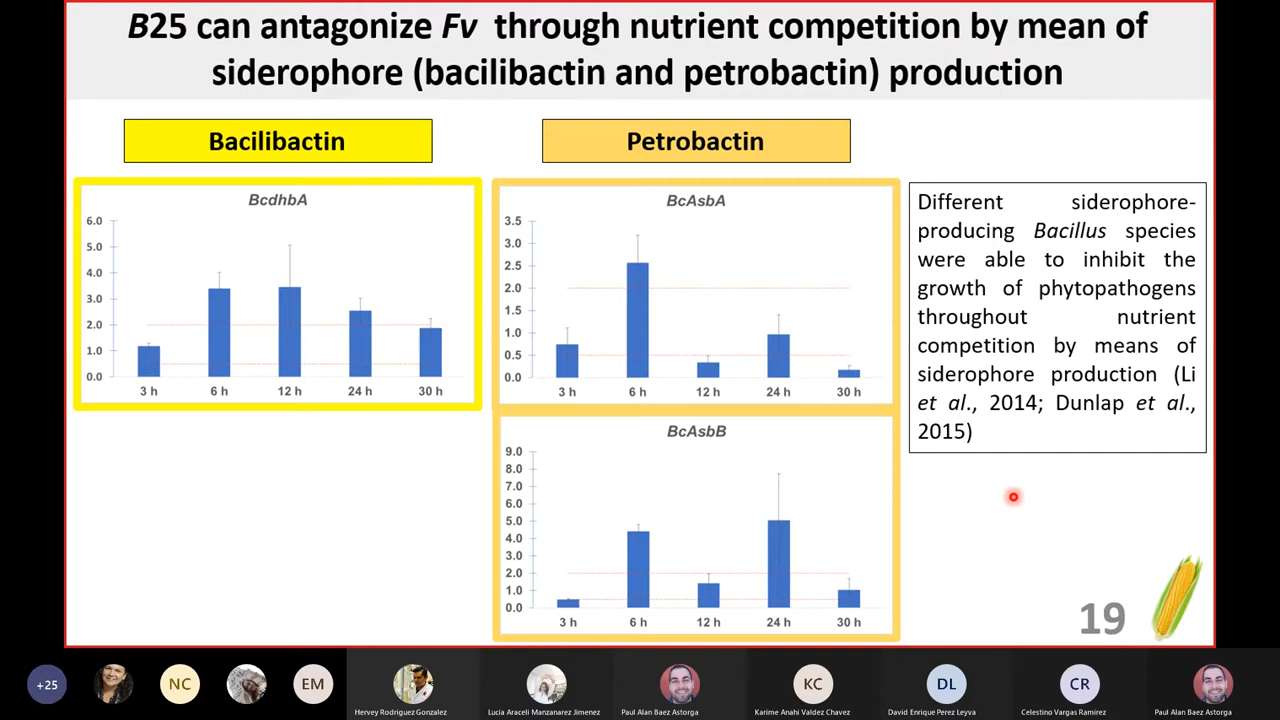 B25 can antagonize Fv through nutrient competition by mean of
siderophore (bacilibactin and petrobactin) production
Bacilibactin
BcdhbA
6.0
5.0
4.0
3.0
2.0
1.0
0.0
3 h 6 h 12 h 24 h 30 h
Petrobactin
BcAsbA
3.5
3.0
2.5
2.0
1.5
1.0
0.5
0.0
3 h 6 h 12 h 24 h 30 h
BcAsbB
9.0
8.0
7.0
6.0
5.0
4.0
3.0
2.0
1.0
0.0
3 h 6 h 12 h 24 h 30 h
Different siderophore-
producing Bacillus species
were able to inhibit the
growth of phytopathogens
throughout nutrient
competition by means of
siderophore production (Li
et al., 2014; Dunlap et al.,
2015)
19
+25 NC EM KC DL CR
Hervey Rodriguez Gonzalez Lucia Araceli Manzanarez Jimenez Paul Alan Baez Astorga Karime Anahi Valdez Chavez David Enrique Perez Leyva Celestino Vargas Ramirez Paul Alan Baez Astorga